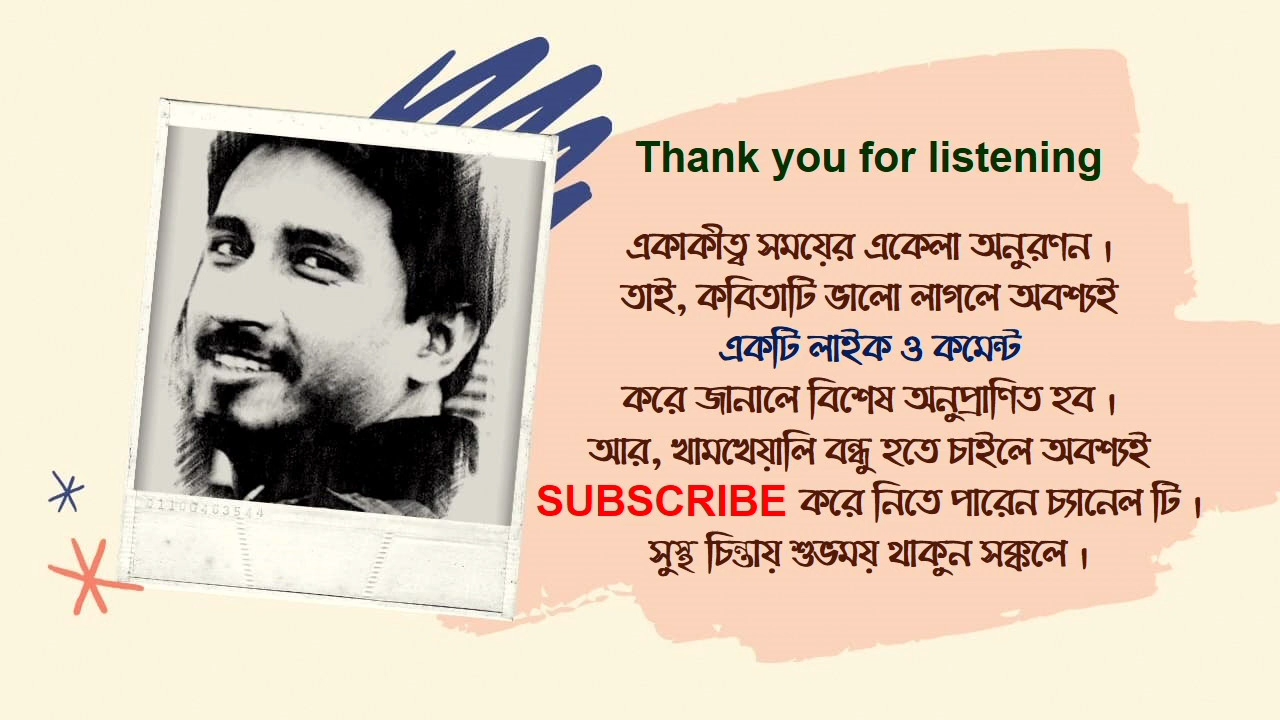 Thank you for listening
একাকীত্ব সময়ের একেলা অনুরণন ।
তাই, কবিতাটি ভালো লাগলে অবশ্যই
একটি লাইক ও কমেন্ট
করে জানালে বিশেষ অনুপ্রাণিত হব ।
আর, খামখেয়ালি বন্ধু হতে চাইলে অবশ্যই
SUBSCRIBE করে নিতে পারেন চ্যানেল টি ।
সুস্থ চিন্তায় শুভময় থাকুন সক্কলে ।
01100463544